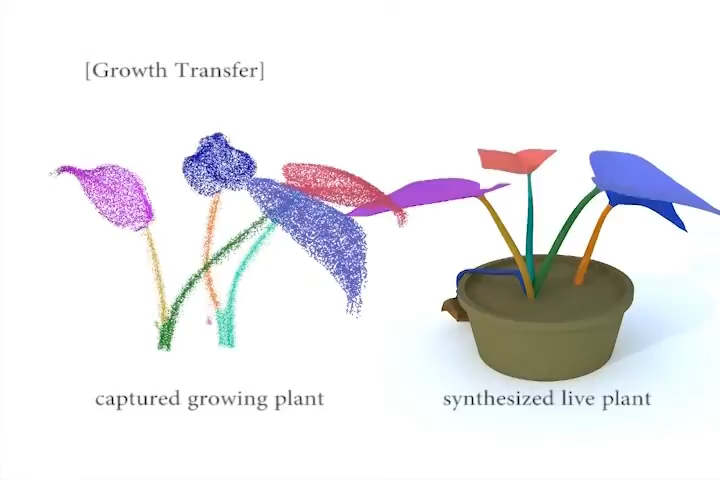 [Growth Transfer]
captured growing plant
synthesized live plant